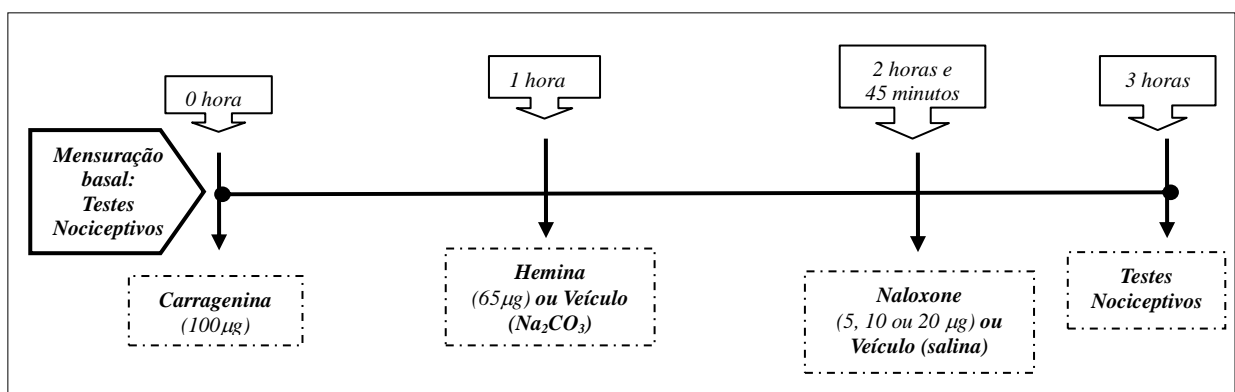 0 hora
1 hora
2 horas e
45 minutos
3 horas
Mensuração
basal:
Testes
Nociceptivos
Carragenina
(100µg)
Hemina
(65µg) ou Veículo
(Na₂CO₃)
Naloxone
(5, 10 ou 20 µg) ou
Veículo (salina)
Testes
Nociceptivos